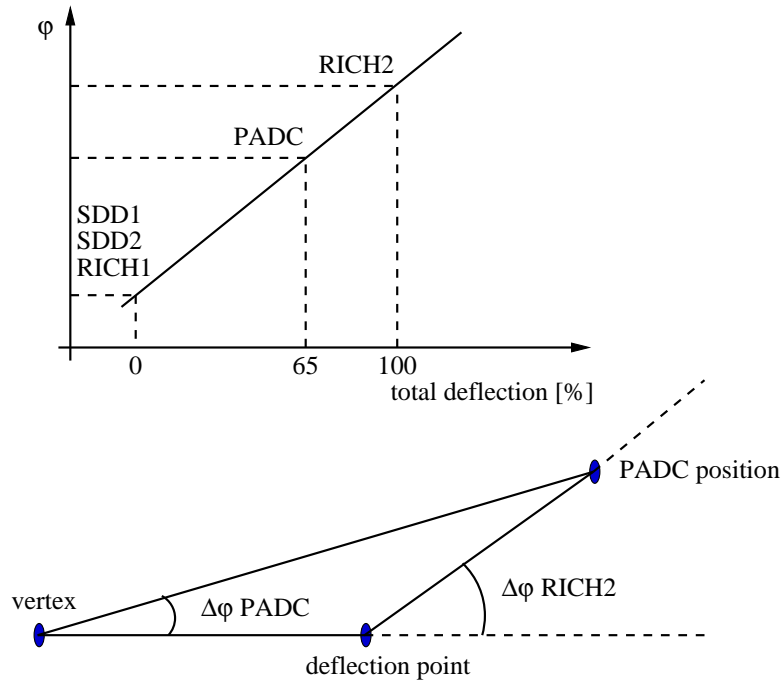 φ
RICH2
PADC
SDD1
SDD2
RICH1
0 65 100
total deflection [%]
PADC position
vertex
Δφ PADC
Δφ RICH2
deflection point